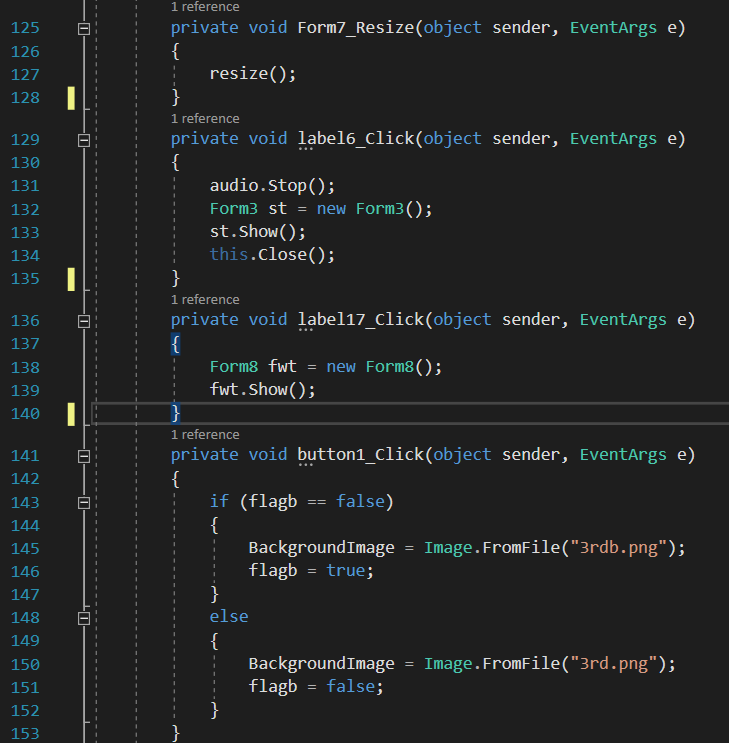 1 reference
125 private void Form7_Resize(object sender, EventArgs e)
126 {
127 resize();
128 }
1 reference
129 private void label6_Click(object sender, EventArgs e)
130 {
131 audio.Stop();
132 Form3 st = new Form3();
133 st.Show();
134 this.Close();
135 }
1 reference
136 private void label17_Click(object sender, EventArgs e)
137 {
138 Form8 fwt = new Form8();
139 fwt.Show();
140 }
1 reference
141 private void button1_Click(object sender, EventArgs e)
142 {
143 if (flagb == false)
144 {
145 BackgroundImage = Image.FromFile("3rdb.png");
146 flagb = true;
147 }
148 else
149 {
150 BackgroundImage = Image.FromFile("3rd.png");
151 flagb = false;
152 }
153 }